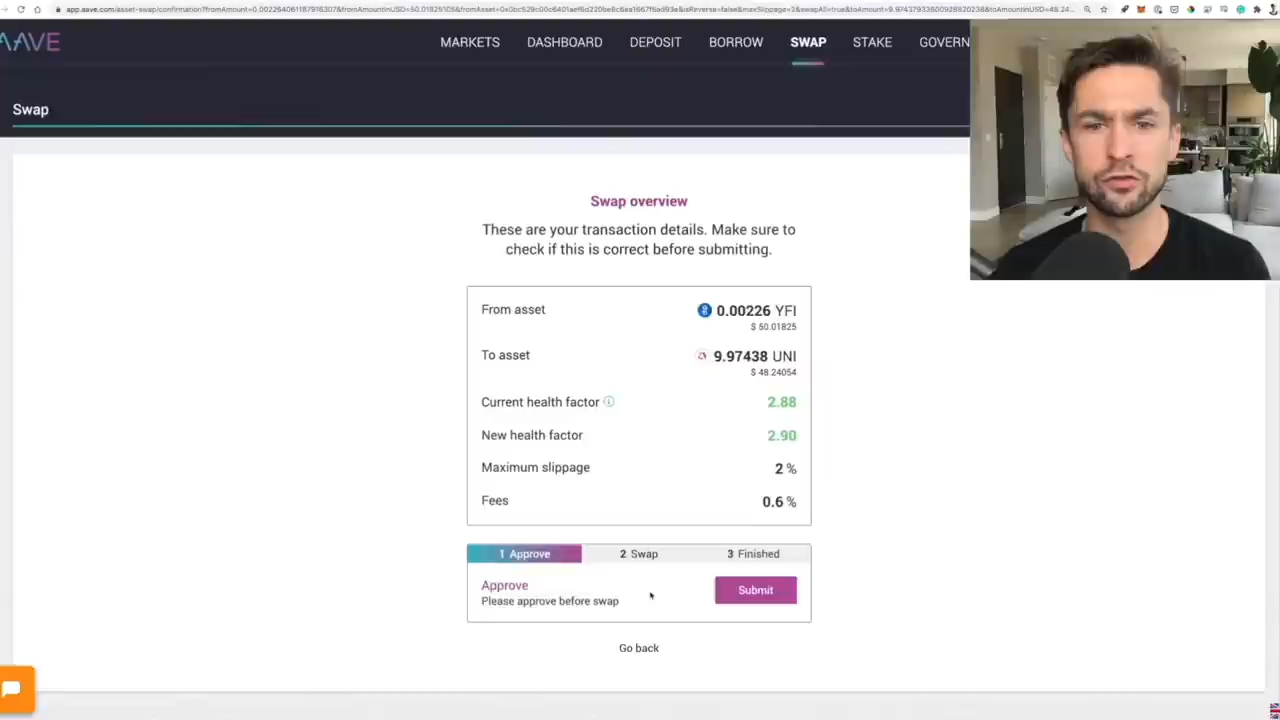 AAVE
MARKETS
DASHBOARD
DEPOSIT
BORROW
SWAP
STAKE
GOVERN
Swap
Swap overview
These are your transaction details. Make sure to
check if this is correct before submitting.
From asset
0.00226 YFI
$ 50.01825
To asset
9.97438 UNI
$ 48.24054
Current health factor
2.88
New health factor
2.90
Maximum slippage
2 %
Fees
0.6 %
1 Approve
2 Swap
3 Finished
Approve
Please approve before swap
Submit
Go back